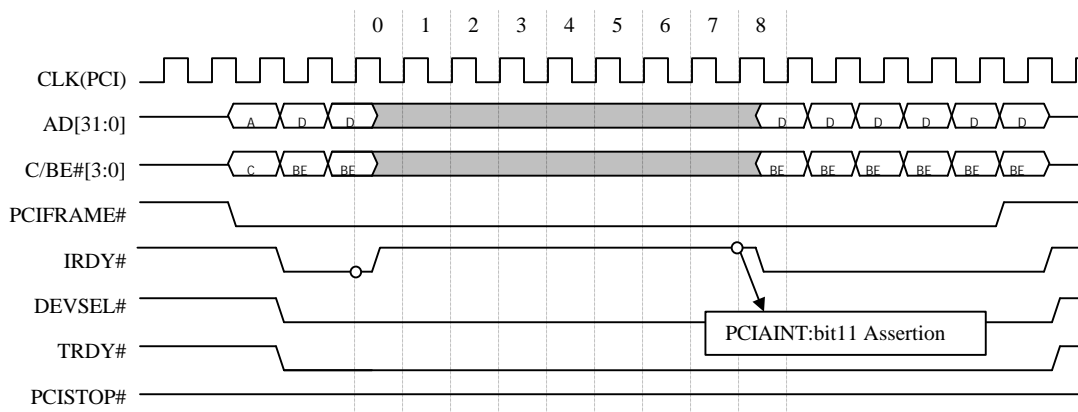 0 1 2 3 4 5 6 7 8
CLK(PCI)
AD[31:0] A D D D D D D D D
C/BE#[3:0] C BE BE BE BE BE BE BE BE
PCIFRAME#
IRDY#
DEVSEL#
PCIAINT:bit11 Assertion
TRDY#
PCISTOP#